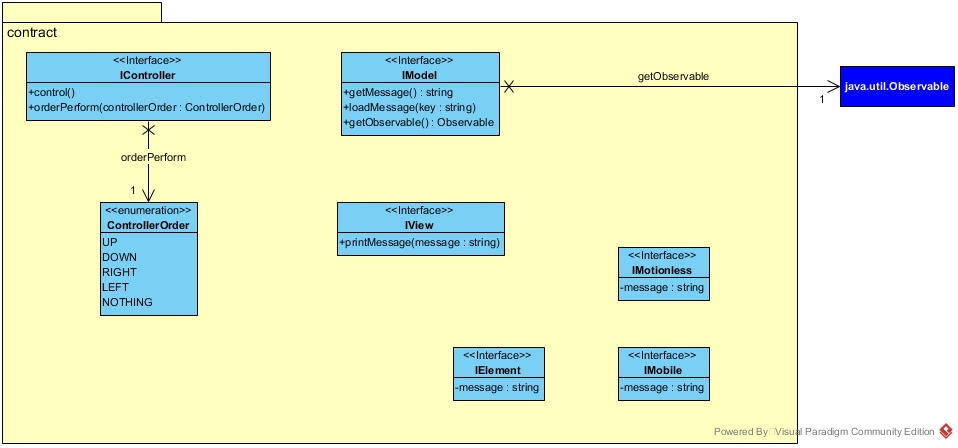 contract
<<Interface>>
IController
+control()
+orderPerform(controllerOrder : ControllerOrder)
<<Interface>>
IModel
+getMessage() : string
+loadMessage(key : string)
+getObservable() : Observable
getObservable
1
java.util.Observable
orderPerform
1
<<enumeration>>
ControllerOrder
UP
DOWN
RIGHT
LEFT
NOTHING
<<Interface>>
IView
+printMessage(message : string)
<<Interface>>
IMotionless
-message : string
<<Interface>>
IElement
-message : string
<<Interface>>
IMobile
-message : string
Powered By Visual Paradigm Community Edition